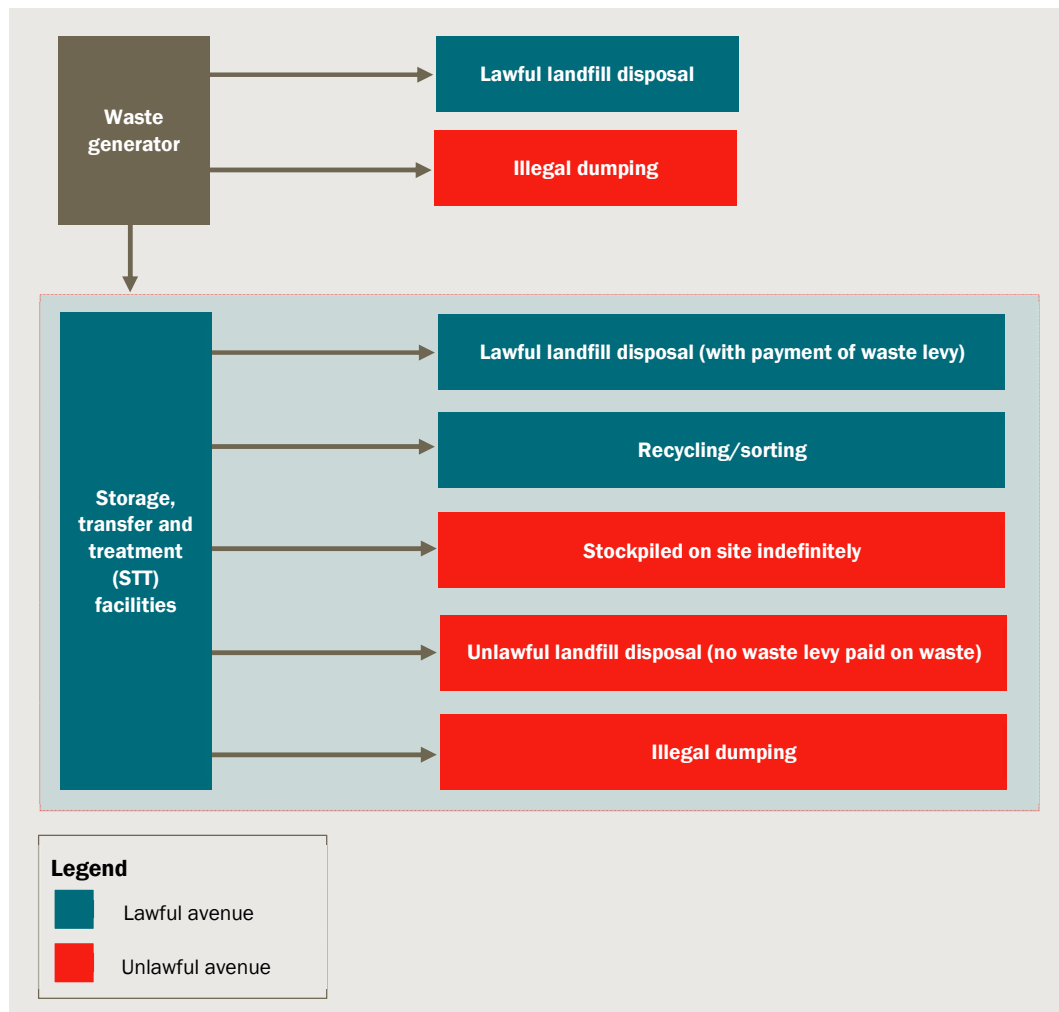 Waste
generator
Lawful landfill disposal
Illegal dumping
Storage,
transfer and
treatment
(STT)
facilities
Lawful landfill disposal (with payment of waste levy)
Recycling/sorting
Stockpiled on site indefinitely
Unlawful landfill disposal (no waste levy paid on waste)
Illegal dumping
Legend
Lawful avenue
Unlawful avenue